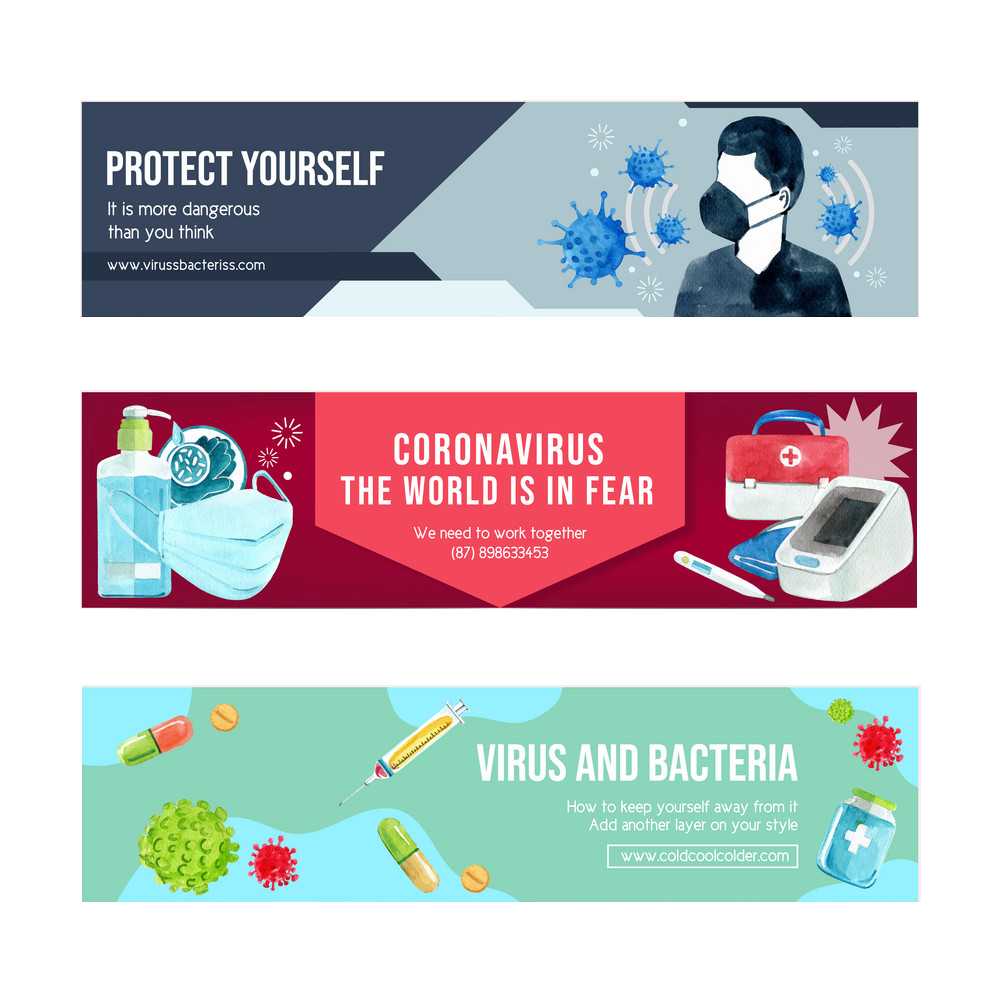 PROTECT YOURSELF
It is more dangerous
than you think
www.virussbacteriss.com
CORONAVIRUS
THE WORLD IS IN FEAR
We need to work together
(87) 898633453
VIRUS AND BACTERIA
How to keep yourself away from it
Add another layer on your style
www.coldcoolcolder.com